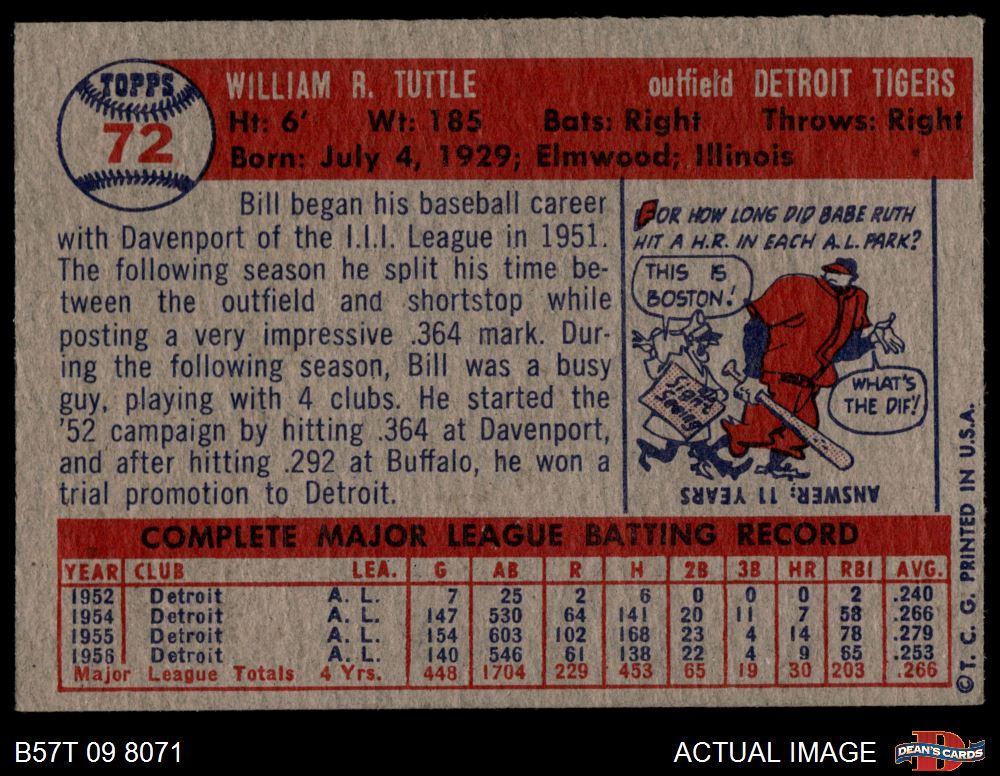 TOPPS
72
WILLIAM R. TUTTLE outfield DETROIT TIGERS
Ht: 6' Wt: 185 Bats: Right Throws: Right
Born: July 4, 1929; Elmwood; Illinois
Bill began his baseball career
with Davenport of the I.I.I. League in 1951.
The following season he split his time be-
tween the outfield and shortstop while
posting a very impressive .364 mark. Dur-
ing the following season, Bill was a busy
guy, playing with 4 clubs. He started the
'52 campaign by hitting .364 at Davenport,
and after hitting .292 at Buffalo, he won a
trial promotion to Detroit.
FOR HOW LONG DID BABE RUTH
HIT A H.R. IN EACH A.L. PARK?
THIS IS
BOSTON!
WHAT'S
THE DIF!
ANSWER: 11 YEARS
COMPLETE MAJOR LEAGUE BATTING RECORD
YEAR CLUB LEA. G AB R H 2B 3B HR RBI AVG.
1952 Detroit A. L. 7 25 2 6 0 0 0 2 .240
1954 Detroit A. L. 147 530 64 141 20 11 7 58 .266
1955 Detroit A. L. 154 603 102 168 23 4 14 78 .279
1956 Detroit A. L. 140 546 61 138 22 4 9 65 .253
Major League Totals 4 Yrs. 448 1704 229 453 65 19 30 203 .266
©T. C. G. PRINTED IN U.S.A.
B57T 09 8071
ACTUAL IMAGE
DEAN'S CARDS